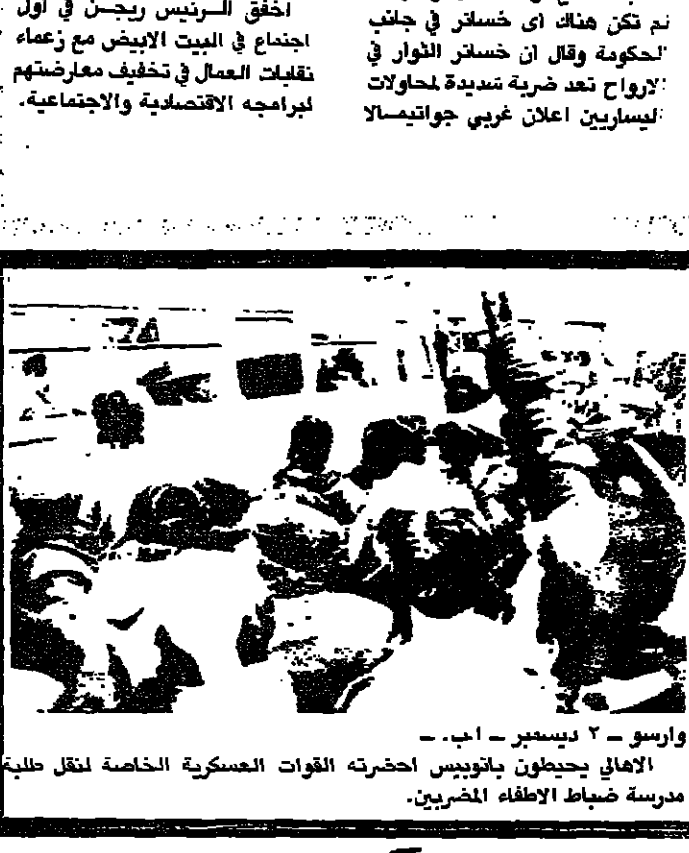 لم تكن هناك اى خسائر في جانب
الحكومة وقال ان خسائر الثوار في
الارواح تعد ضربة شديدة لمحاولات
اليساريين اعلان غربي جواتيمالا
اخفق الرئيس ريجن في اول
اجتماع في البيت الابيض مع زعماء
نقابات العمال في تخفيف معارضتهم
لبرامجه الاقتصادية والاجتماعية.
وارسو ـ ٢ ديسمبر ـ اب. ـ
الاهالي يحيطون باتوبيس احضرته القوات العسكرية الخاصة لنقل طلبة
مدرسة ضباط الاطفاء المضربين.